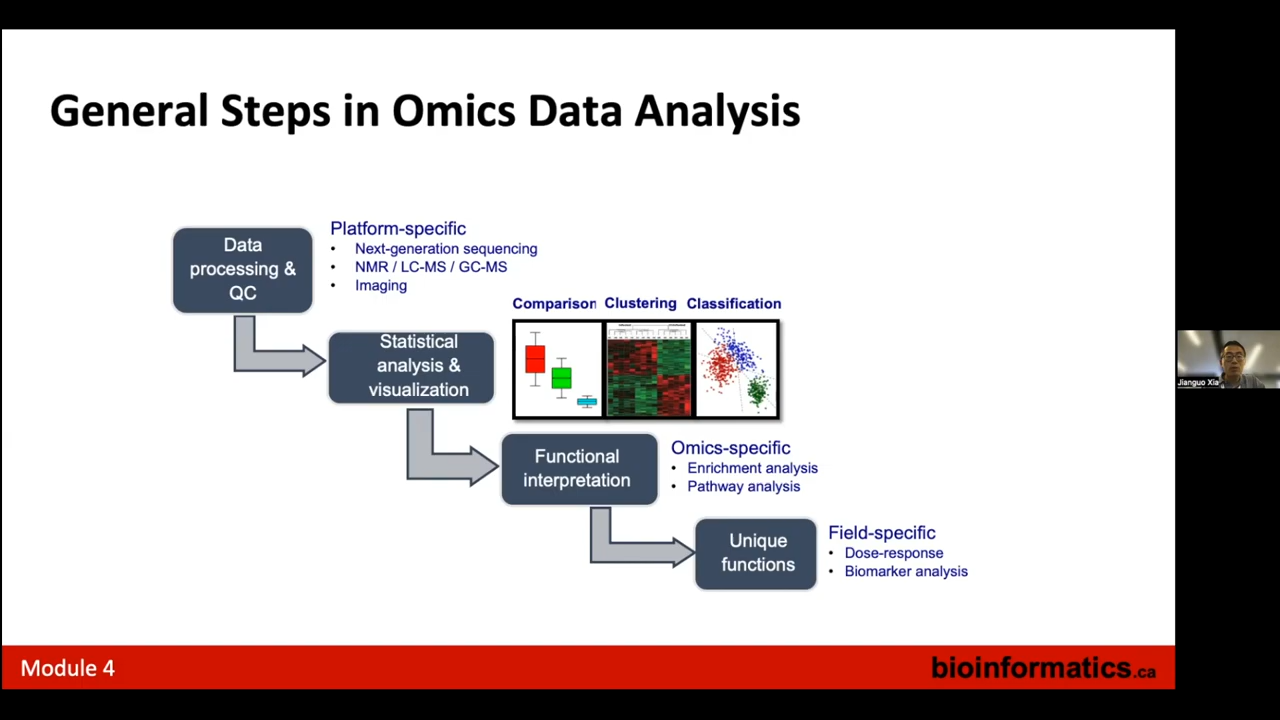 General Steps in Omics Data Analysis
Data
processing &
QC
Platform-specific
• Next-generation sequencing
• NMR / LC-MS / GC-MS
• Imaging
Statistical
analysis &
visualization
Comparison
Clustering
Classification
Functional
interpretation
Omics-specific
• Enrichment analysis
• Pathway analysis
Unique
functions
Field-specific
• Dose-response
• Biomarker analysis
Jianguo Xia
Module 4
bioinformatics.ca